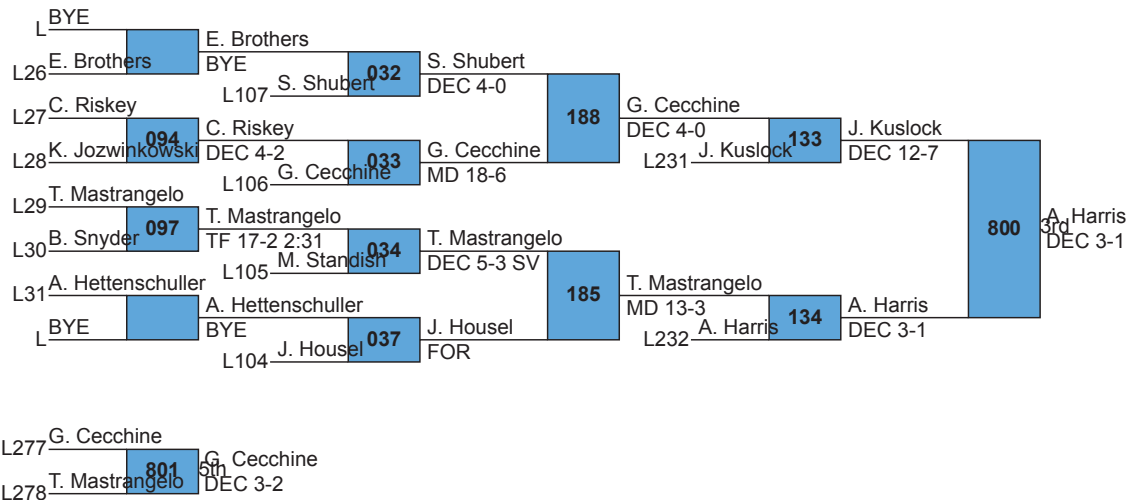 BYE
L
E. Brothers
BYE
L26
E. Brothers
L107
S. Shubert
032
S. Shubert
DEC 4-0
L27
C. Riskey
L28
K. Jozwinkowski
094
C. Riskey
DEC 4-2
L106
G. Cecchine
033
G. Cecchine
MD 18-6
188
G. Cecchine
DEC 4-0
L231
J. Kuslock
133
J. Kuslock
DEC 12-7
L29
T. Mastrangelo
L30
B. Snyder
097
T. Mastrangelo
TF 17-2 2:31
L105
M. Standish
034
T. Mastrangelo
DEC 5-3 SV
L31
A. Hettenschuller
L
BYE
A. Hettenschuller
BYE
L104
J. Housel
037
J. Housel
FOR
185
T. Mastrangelo
MD 13-3
L232
A. Harris
134
A. Harris
DEC 3-1
800
3rd
A. Harris
DEC 3-1
L277
G. Cecchine
L278
T. Mastrangelo
801
5th
G. Cecchine
DEC 3-2